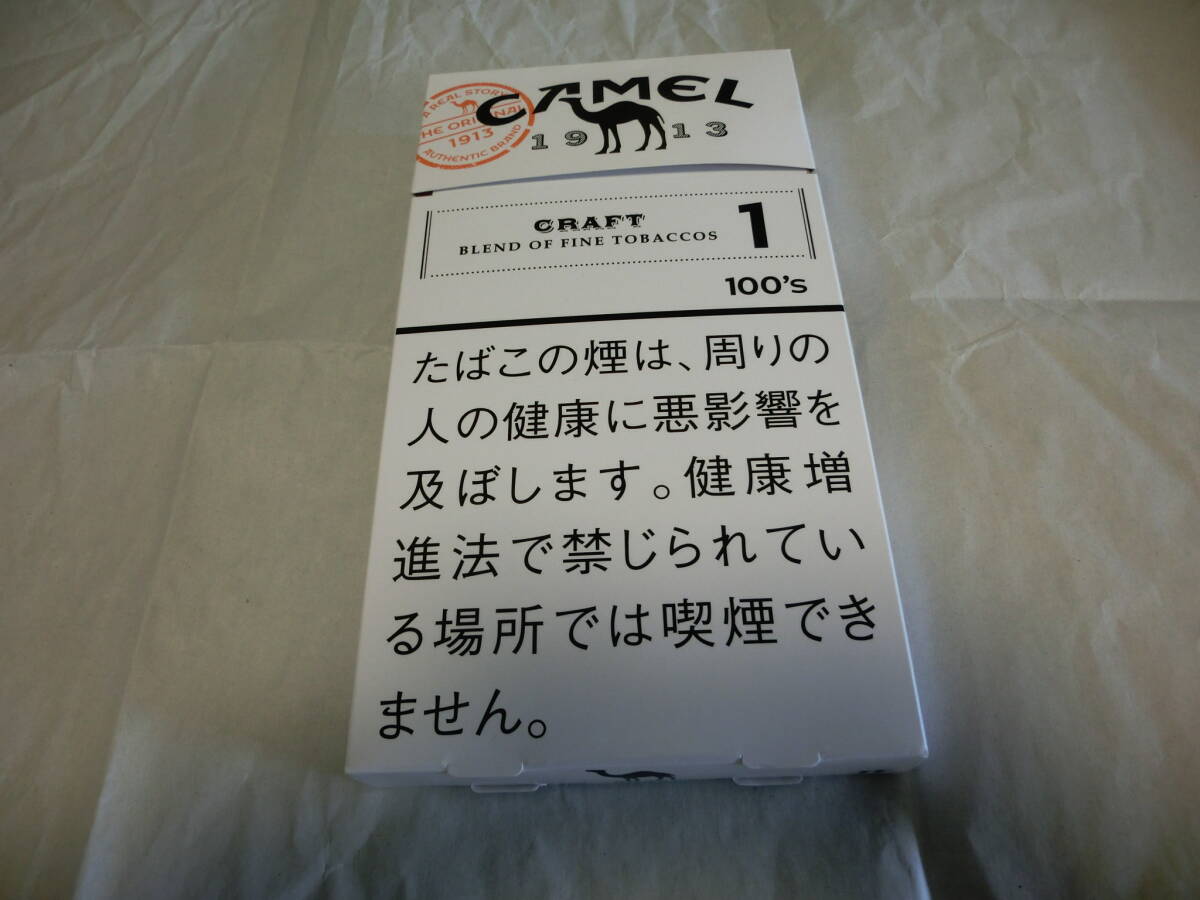 CAMEL
A REAL STORY
THE ORIGINAL
1913
AUTHENTIC BRAND
1913
CRAFT
BLEND OF FINE TOBACCOS
1
100's
たばこの煙は、周りの
人の健康に悪影響を
及ぼします。健康増
進法で禁じられてい
る場所では喫煙でき
ません。